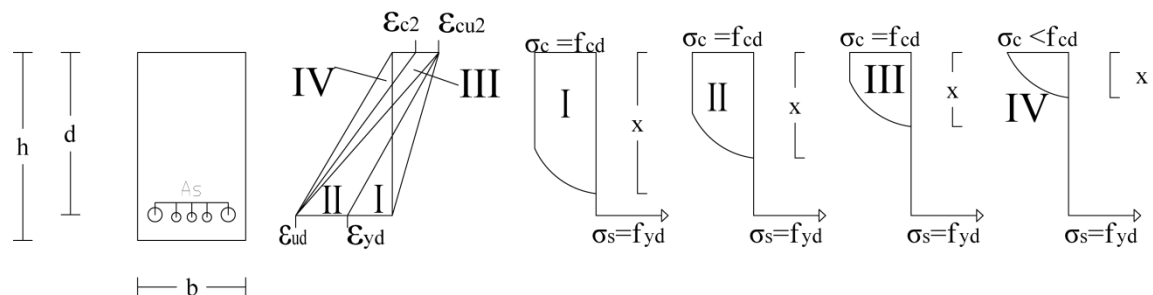 εc2 εcu2
σc =fcd σc =fcd σc =fcd σc <fcd
IV III
I II III IV
h d x x x x
As
II I
εud εyd
σs=fyd σs=fyd σs=fyd σs=fyd
b